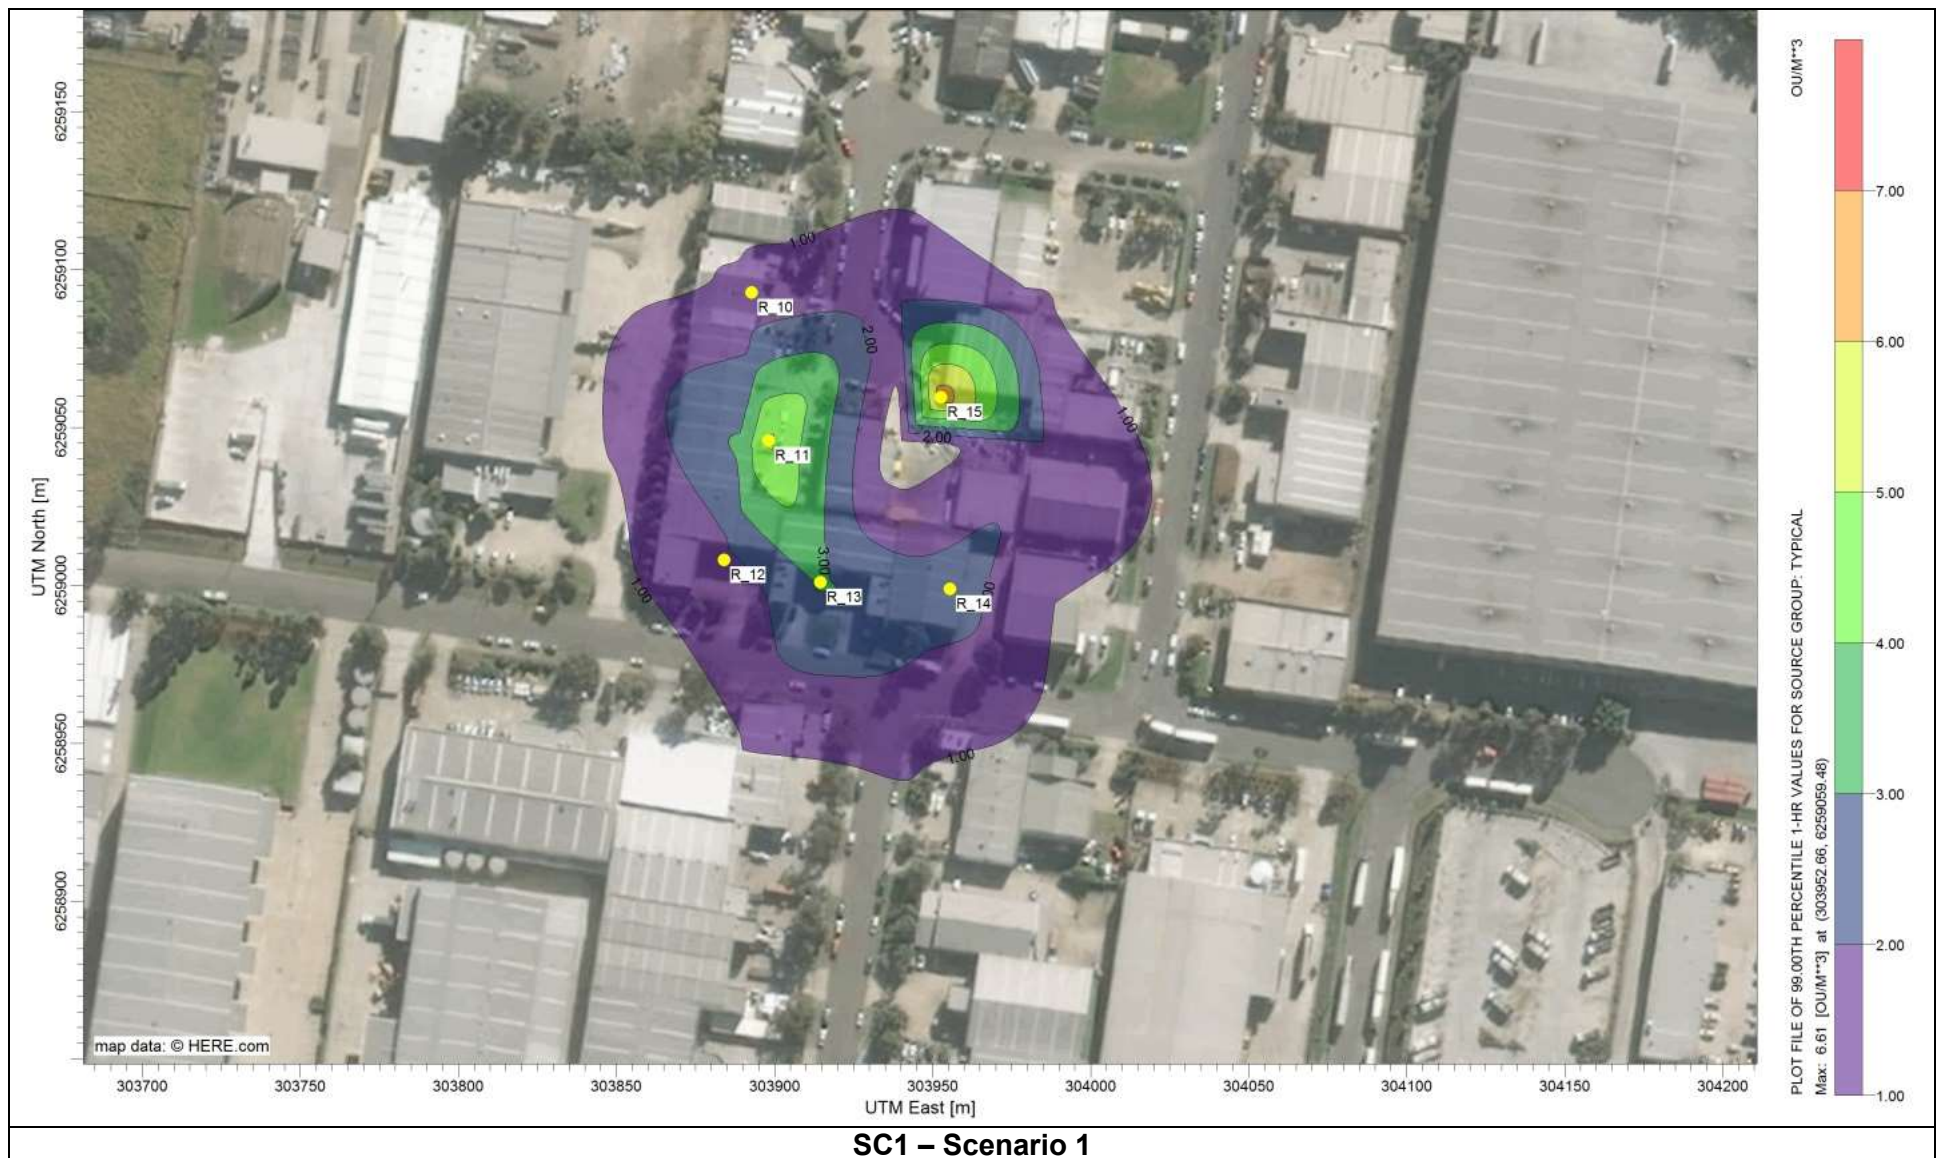 OU/M**3
7.00
6.00
5.00
4.00
3.00
2.00
1.00
PLOT FILE OF 99.00TH PERCENTILE 1-HR VALUES FOR SOURCE GROUP: TYPICAL
Max: 6.61 [OU/M**3] at (303952.66, 6259059.48)
UTM North [m]
6259150
6259100
6259050
6259000
6258950
6258900
1.00
R_10
2.00
R_15
1.00
2.00
R_11
3.00
R_12
1.00
R_13
R_14
00
1.00
map data: © HERE.com
303700 303750 303800 303850 303900 303950 304000 304050 304100 304150 304200
UTM East [m]
SC1 – Scenario 1